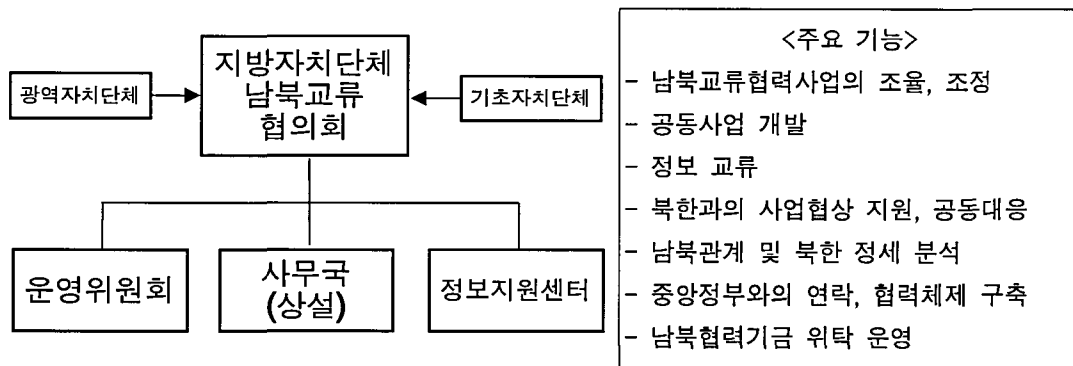 지방자치단체
남북교류
협의회
광역자치단체
기초자치단체
운영위원회
사무국
(상설)
정보지원센터
<주요 기능>
- 남북교류협력사업의 조율, 조정
- 공동사업 개발
- 정보 교류
- 북한과의 사업협상 지원, 공동대응
- 남북관계 및 북한 정세 분석
- 중앙정부와의 연락, 협력체제 구축
- 남북협력기금 위탁 운영